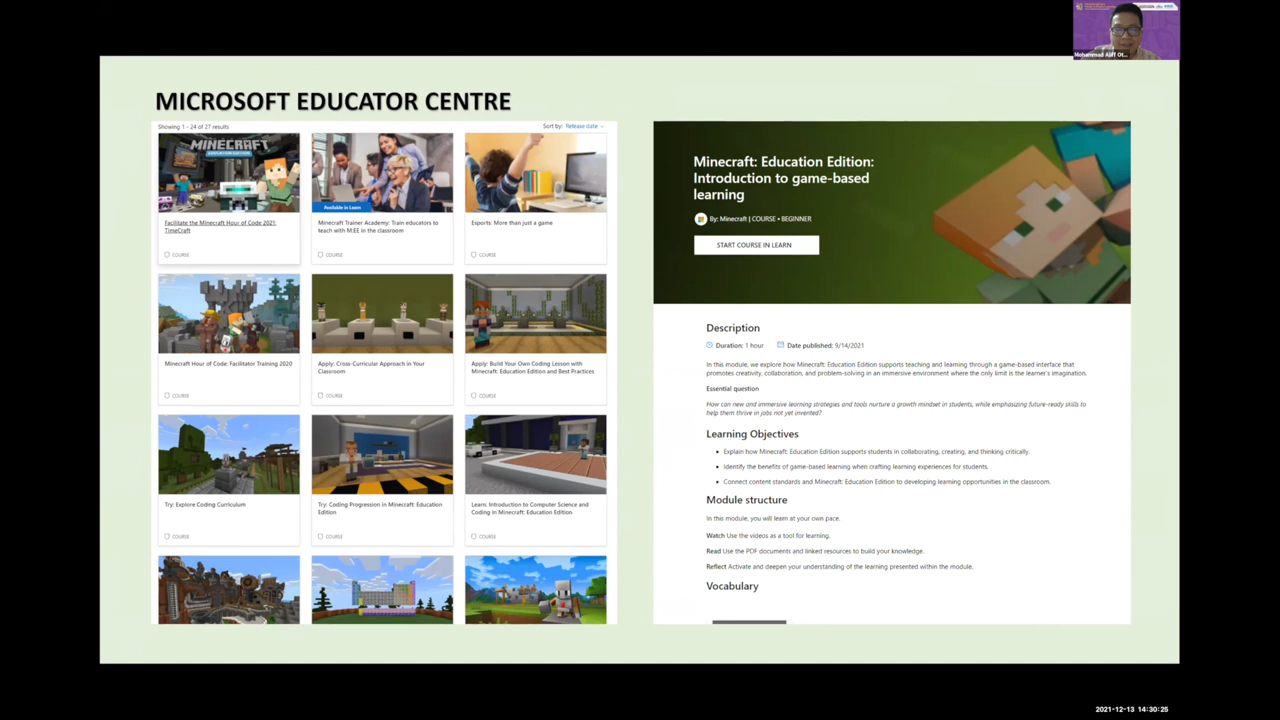 Mohammad Aliff Ot...
MICROSOFT EDUCATOR CENTRE
Showing 1 - 24 of 27 results
Sort by: Release date
MINECRAFT
EDUCATION EDITION
Available in Learn
Facilitate the Minecraft Hour of Code 2021:
TimeCraft
COURSE
Minecraft Trainer Academy: Train educators to
teach with M:EE in the classroom
COURSE
Esports: More than just a game
COURSE
Minecraft Hour of Code: Facilitator Training 2020
COURSE
Apply: Cross-Curricular Approach in Your
Classroom
COURSE
Apply: Build Your Own Coding Lesson with
Minecraft: Education Edition and Best Practices
COURSE
Try: Explore Coding Curriculum
COURSE
Try: Coding Progression in Minecraft: Education
Edition
COURSE
Learn: Introduction to Computer Science and
Coding in Minecraft: Education Edition
COURSE
Minecraft: Education Edition:
Introduction to game-based
learning
By: Minecraft | COURSE • BEGINNER
START COURSE IN LEARN
Description
Duration: 1 hour Date published: 9/14/2021
In this module, we explore how Minecraft: Education Edition supports teaching and learning through a game-based interface that
promotes creativity, collaboration, and problem-solving in an immersive environment where the only limit is the learner's imagination.
Essential question
How can new and immersive learning strategies and tools nurture a growth mindset in students, while emphasizing future-ready skills to
help them thrive in jobs not yet invented?
Learning Objectives
• Explain how Minecraft: Education Edition supports students in collaborating, creating, and thinking critically.
• Identify the benefits of game-based learning when crafting learning experiences for students.
• Connect content standards and Minecraft: Education Edition to developing learning opportunities in the classroom.
Module structure
In this module, you will learn at your own pace.
Watch Use the videos as a tool for learning.
Read Use the PDF documents and linked resources to build your knowledge.
Reflect Activate and deepen your understanding of the learning presented within the module.
Vocabulary
2021-12-13 14:30:25